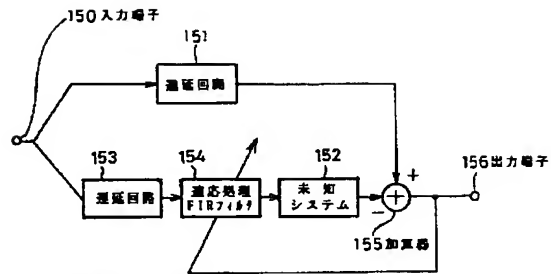 150 入力端子
151
遅延回路
153
遅延回路
154
適応処理
FIRフィルタ
152
未知
システム
+
−
155 加算器
156 出力端子